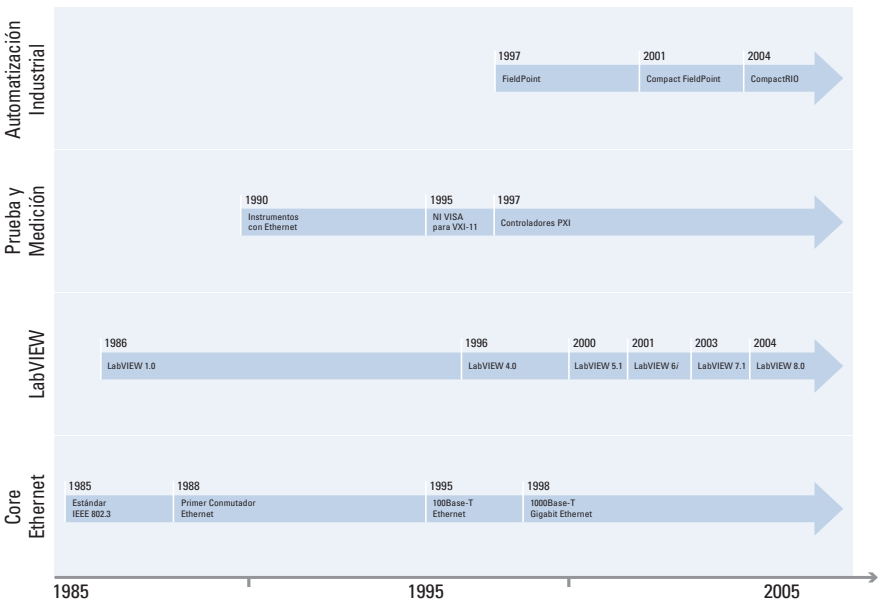 Automatización
Industrial
1997
2001
2004
FieldPoint
Compact FieldPoint
CompactRIO
Prueba y
Medición
1990
1995
1997
Instrumentos
con Ethernet
NI VISA
para VXI-11
Controladores PXI
LabVIEW
1986
1996
2000
2001
2003
2004
LabVIEW 1.0
LabVIEW 4.0
LabVIEW 5.1
LabVIEW 6i
LabVIEW 7.1
LabVIEW 8.0
Core
Ethernet
1985
1988
1995
1998
Estándar
IEEE 802.3
Primer Conmutador
Ethernet
100Base-T
Ethernet
1000Base-T
Gigabit Ethernet
1985
1995
2005